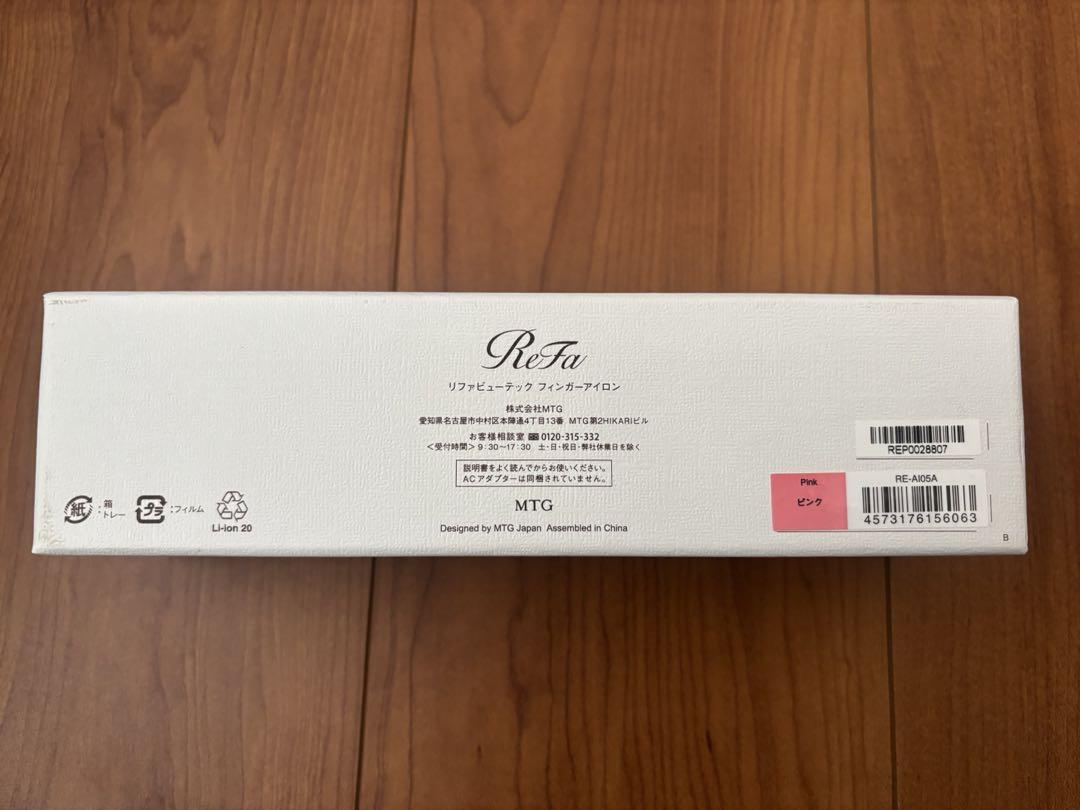 ReFa
リファビューテック フィンガーアイロン
株式会社MTG
愛知県名古屋市中村区本陣通4丁目13番 MTG第2HIKARIビル
お客様相談室 0120-315-332
<受付時間> 9:30〜17:30 土・日・祝日・弊社休業日を除く
説明書をよく読んでからお使いください。
ACアダプターは同梱されていません。
MTG
Designed by MTG Japan Assembled in China
紙 : 箱
トレー
プラ : フィルム
Li-ion 20
REP0028807
Pink
ピンク
RE-AI05A
4573176156063
B